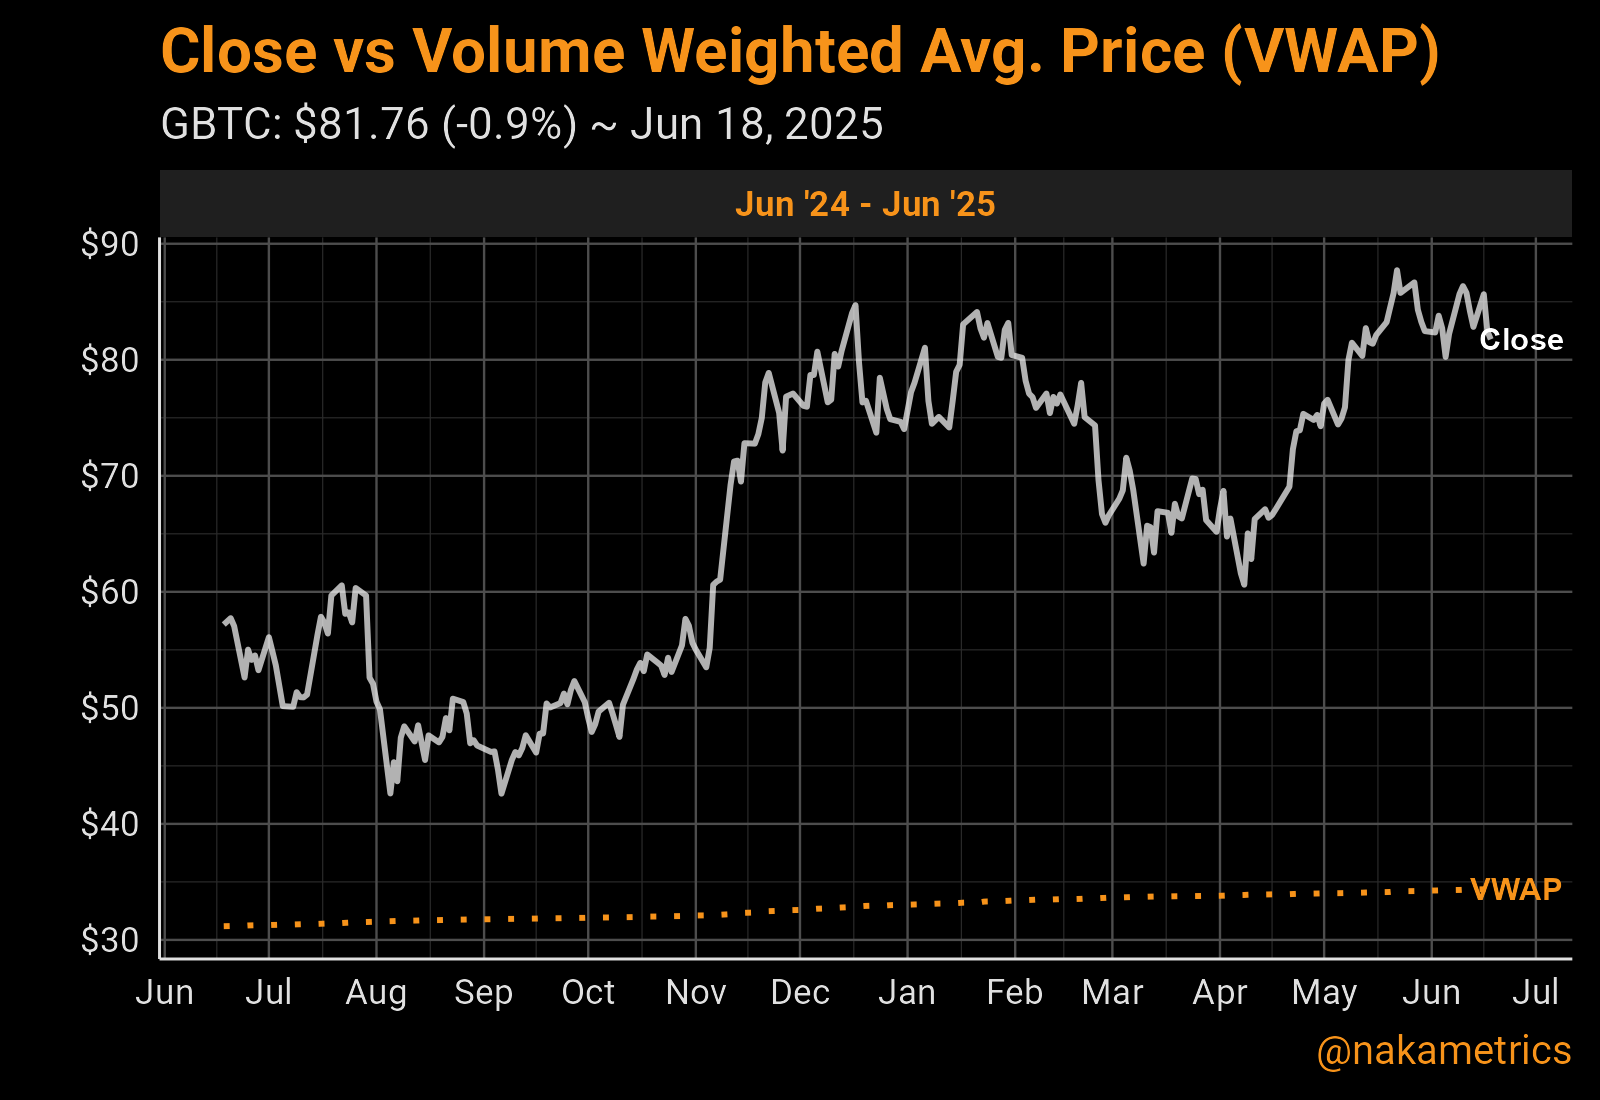 Close vs Volume Weighted Avg. Price (VWAP)
GBTC: $81.76 (-0.9%) ~ Jun 18, 2025
Jun '24 - Jun '25
$90
$80
$70
$60
$50
$40
$30
Close
VWAP
Jun Jul Aug Sep Oct Nov Dec Jan Feb Mar Apr May Jun Jul
@nakametrics